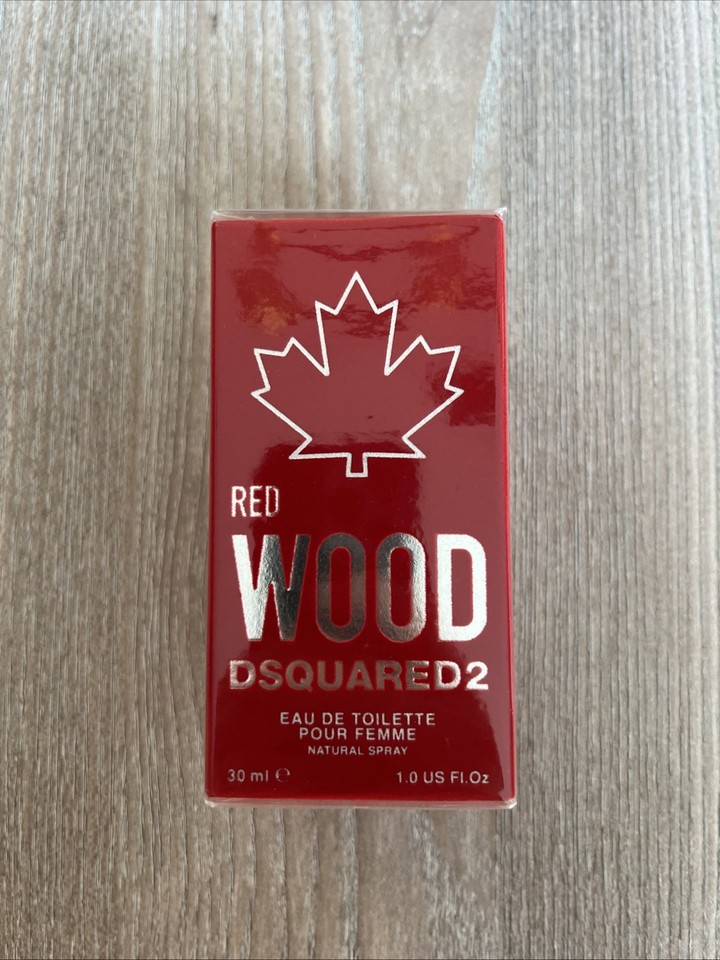 RED
WOOD
DSQUARED2
EAU DE TOILETTE
POUR FEMME
NATURAL SPRAY
30 ml ℮ 1.0 US Fl.Oz